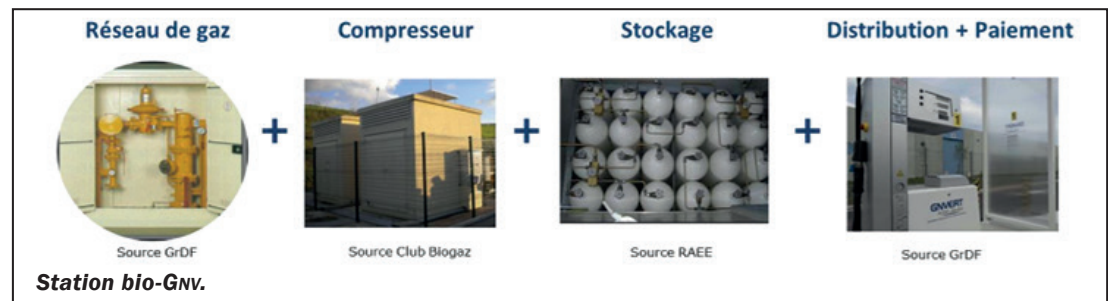 Réseau de gaz
Compresseur
Stockage
Distribution + Paiement
+
+
+
GNVERT
Source GrDF
Source Club Biogaz
Source RAEE
Source GrDF
Station bio-GNV.